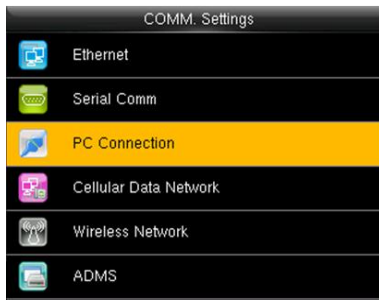 COMM. Settings
Ethernet
Serial Comm
PC Connection
Cellular Data Network
Wireless Network
ADMS